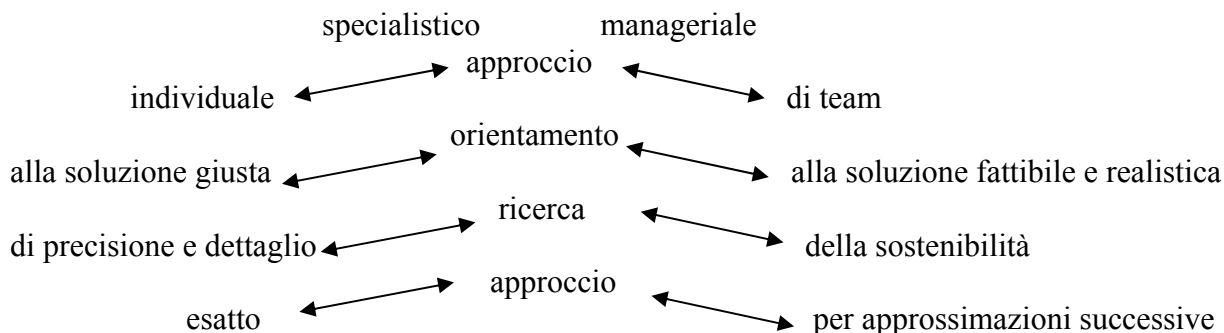 specialistico manageriale
approccio
individuale di team
orientamento
alla soluzione giusta alla soluzione fattibile e realistica
ricerca
di precisione e dettaglio della sostenibilità
approccio
esatto per approssimazioni successive